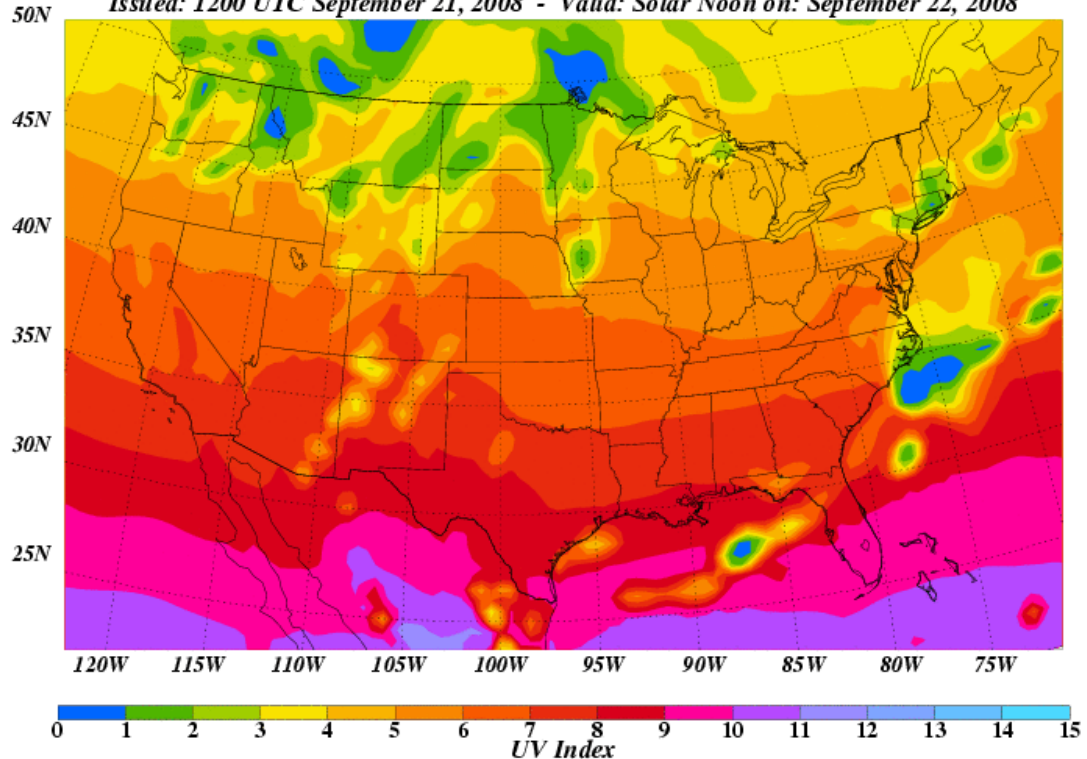 Issued: 1200 UTC September 21, 2008 - Valid: Solar Noon on: September 22, 2008
50N
45N
40N
35N
30N
25N
120W 115W 110W 105W 100W 95W 90W 85W 80W 75W
0 1 2 3 4 5 6 7 8 9 10 11 12 13 14 15
UV Index